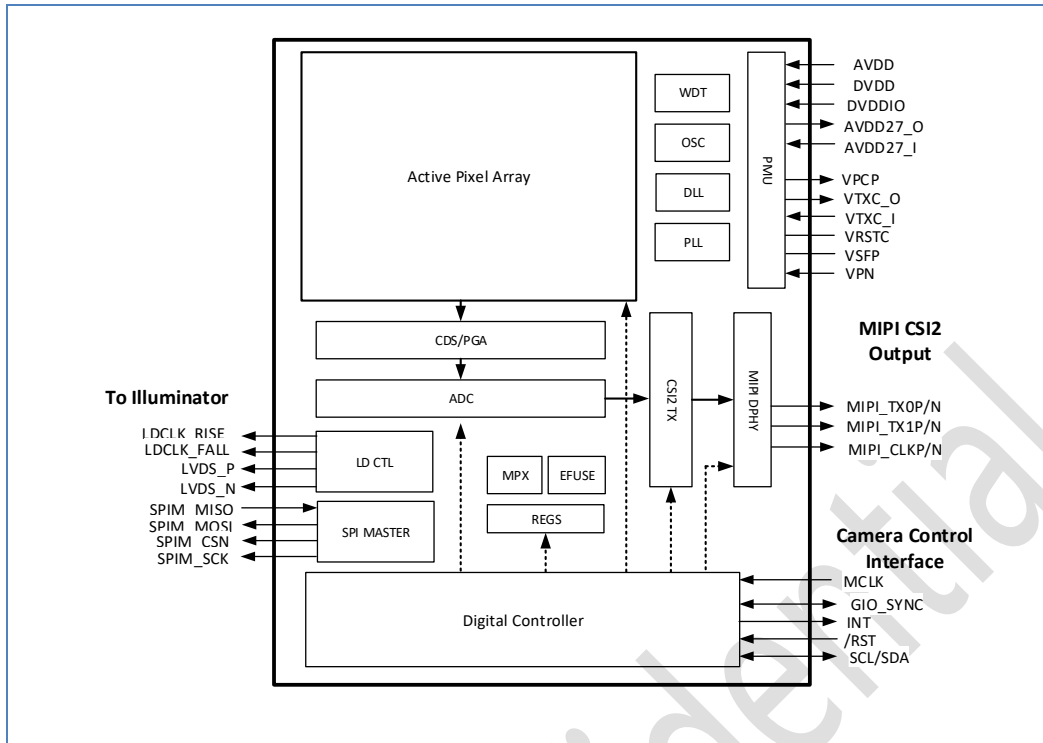 Active Pixel Array
WDT
OSC
DLL
PLL
PMU
AVDD
DVDD
DVDDIO
AVDD27_O
AVDD27_I
VPCP
VTXC_O
VTXC_I
VRSTC
VSFP
VPN
CDS/PGA
ADC
CSI2 TX
MIPI DPHY
MIPI CSI2
Output
MIPI_TX0P/N
MIPI_TX1P/N
MIPI_CLKP/N
To Illuminator
LDCLK_RISE
LDCLK_FALL
LVDS_P
LVDS_N
LD CTL
SPIM_MISO
SPIM_MOSI
SPIM_CSN
SPIM_SCK
SPI MASTER
MPX
EFUSE
REGS
Digital Controller
Camera Control
Interface
MCLK
GIO_SYNC
INT
/RST
SCL/SDA
idential